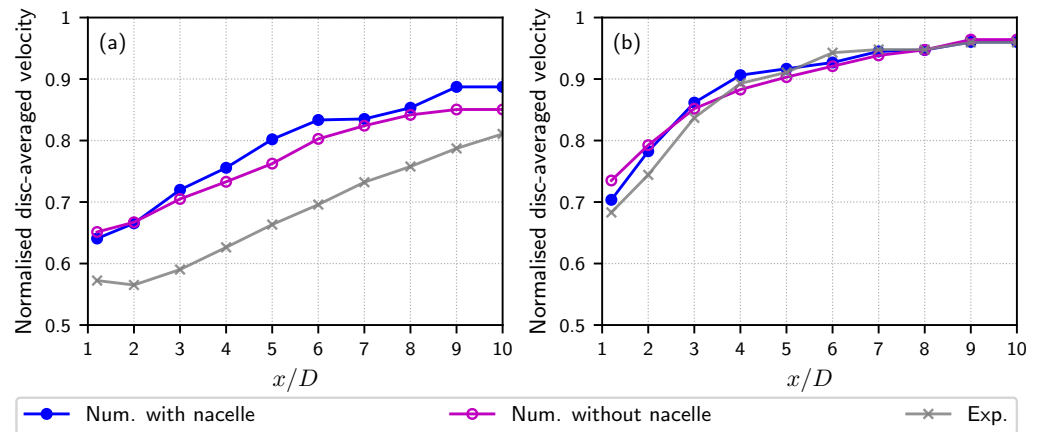 (a)
Normalised disc-averaged velocity
1
0.9
0.8
0.7
0.6
0.5
1 2 3 4 5 6 7 8 9 10
x/D
(b)
Normalised disc-averaged velocity
1
0.9
0.8
0.7
0.6
0.5
1 2 3 4 5 6 7 8 9 10
x/D
Num. with nacelle Num. without nacelle Exp.